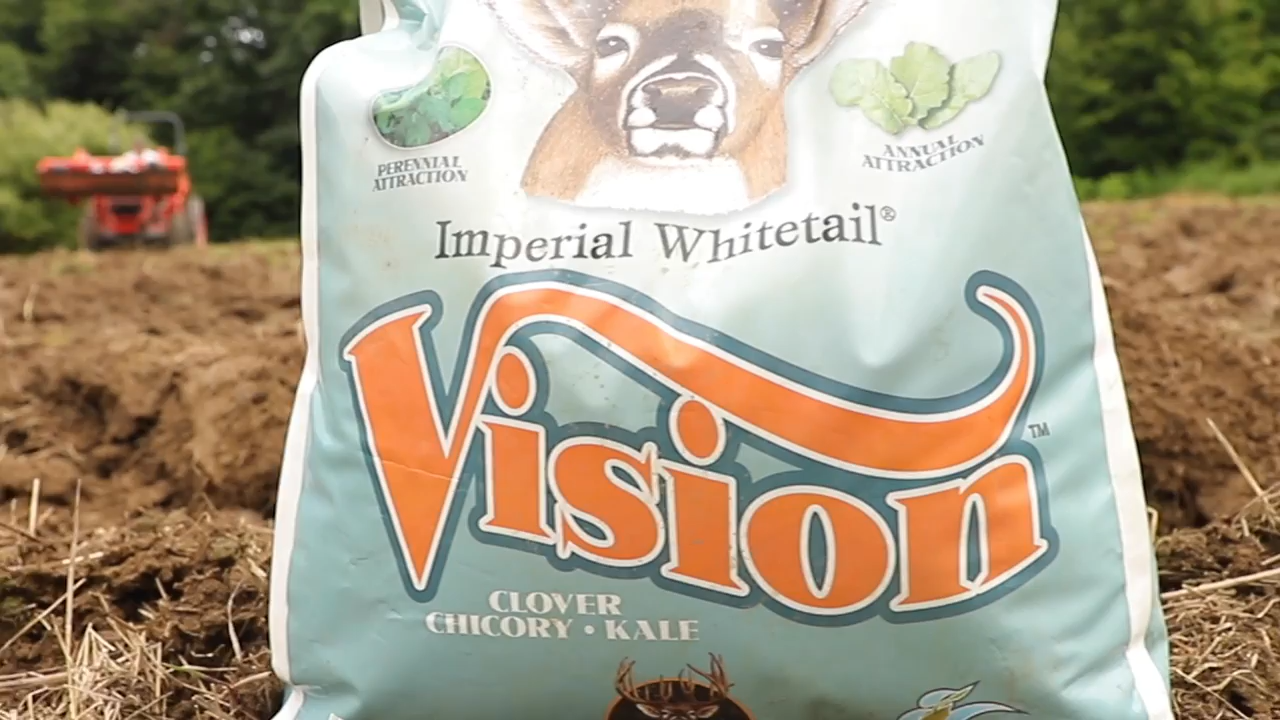 PERENNIAL
ATTRACTION
ANNUAL
ATTRACTION
Imperial Whitetail®
Vision™
CLOVER
CHICORY • KALE